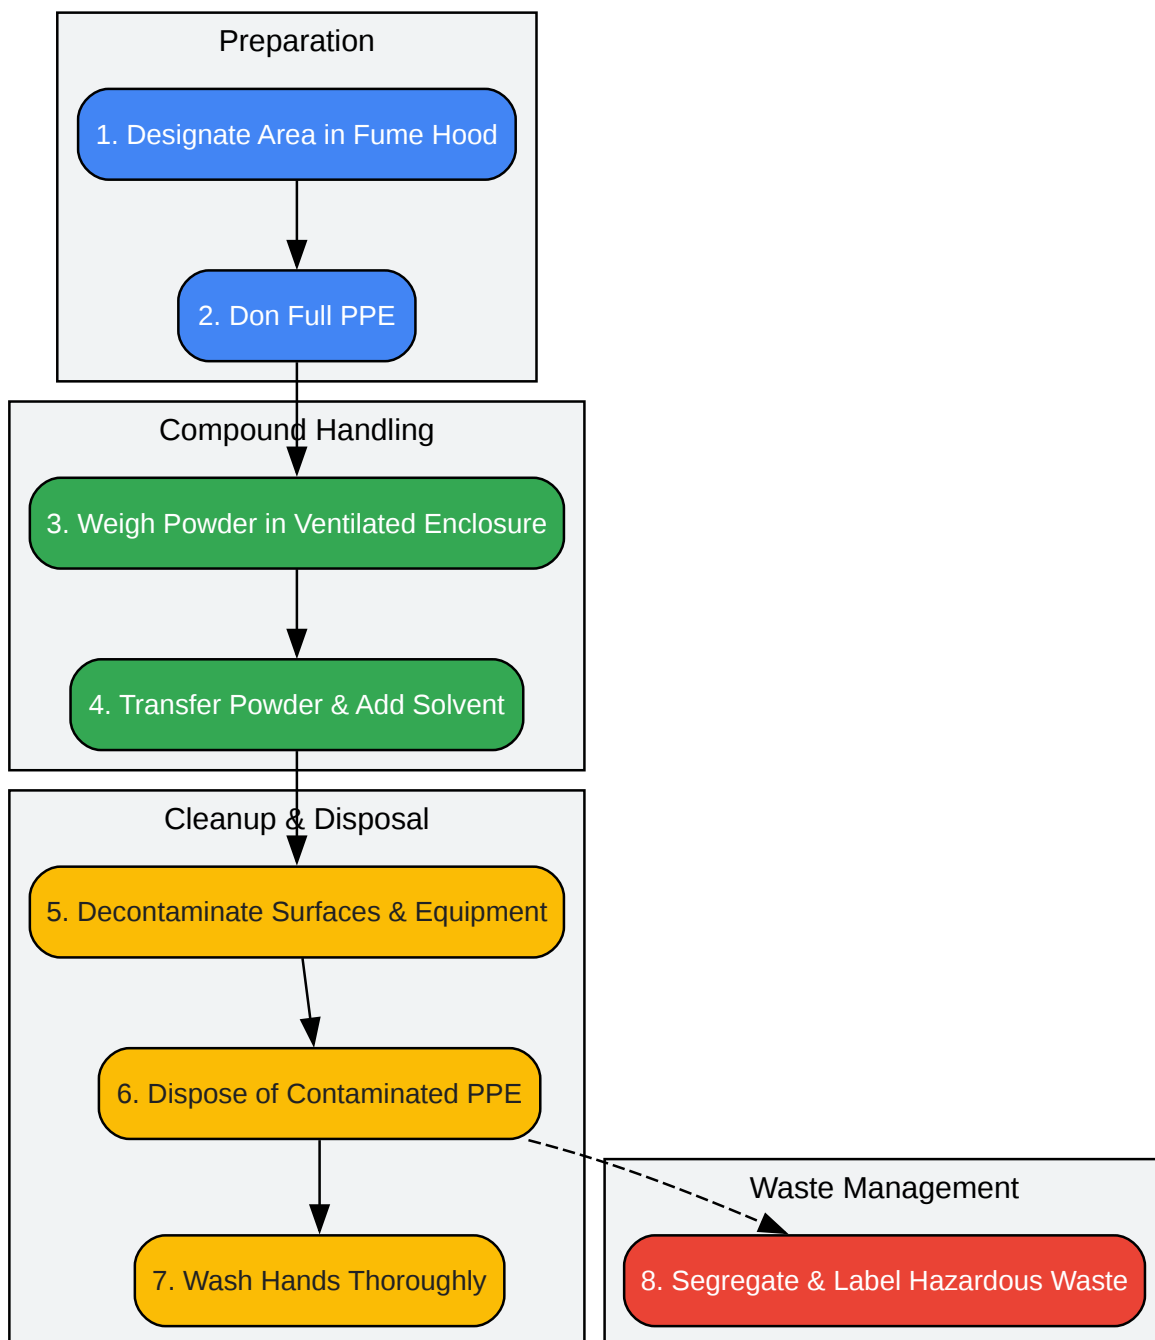 Preparation
1. Designate Area in Fume Hood
2. Don Full PPE
Compound Handling
3. Weigh Powder in Ventilated Enclosure
4. Transfer Powder & Add Solvent
Cleanup & Disposal
5. Decontaminate Surfaces & Equipment
6. Dispose of Contaminated PPE
7. Wash Hands Thoroughly
Waste Management
8. Segregate & Label Hazardous Waste